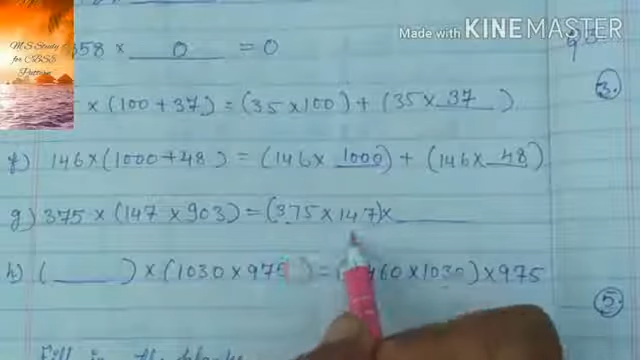 Made with KINEMASTER
M.S Study
for CBSE
Pattern
358 × 0 = 0
× (100 + 37) = (35 × 100) + (35 × 37)
f) 146 × (1000 + 48) = (146 × 1000) + (146 × 48)
g) 375 × (147 × 903) = (375 × 147) × ____
h) (____) × (1030 × 975) = (460 × 1030) × 975
3.
5.
Fill in the blanks